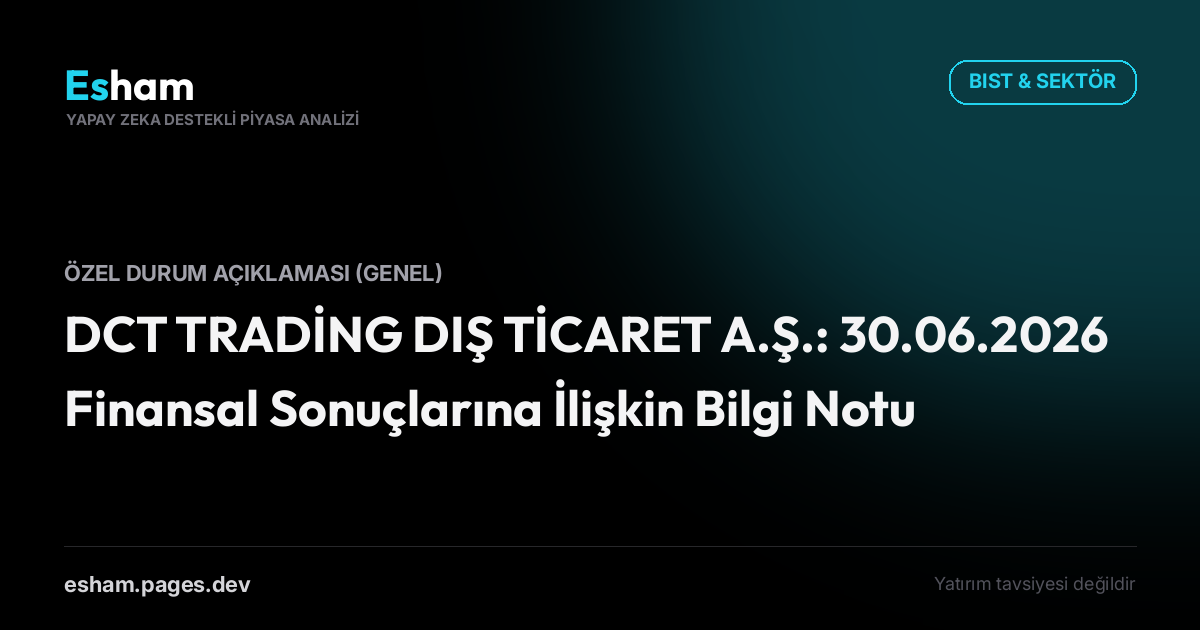 Esham
BIST & SEKTÖR
YAPAY ZEKA DESTEKLİ PİYASA ANALİZİ
ÖZEL DURUM AÇIKLAMASI (GENEL)
DCT TRADİNG DIŞ TİCARET A.Ş.: 30.06.2026
Finansal Sonuçlarına İlişkin Bilgi Notu
esham.pages.dev
Yatırım tavsiyesi değildir